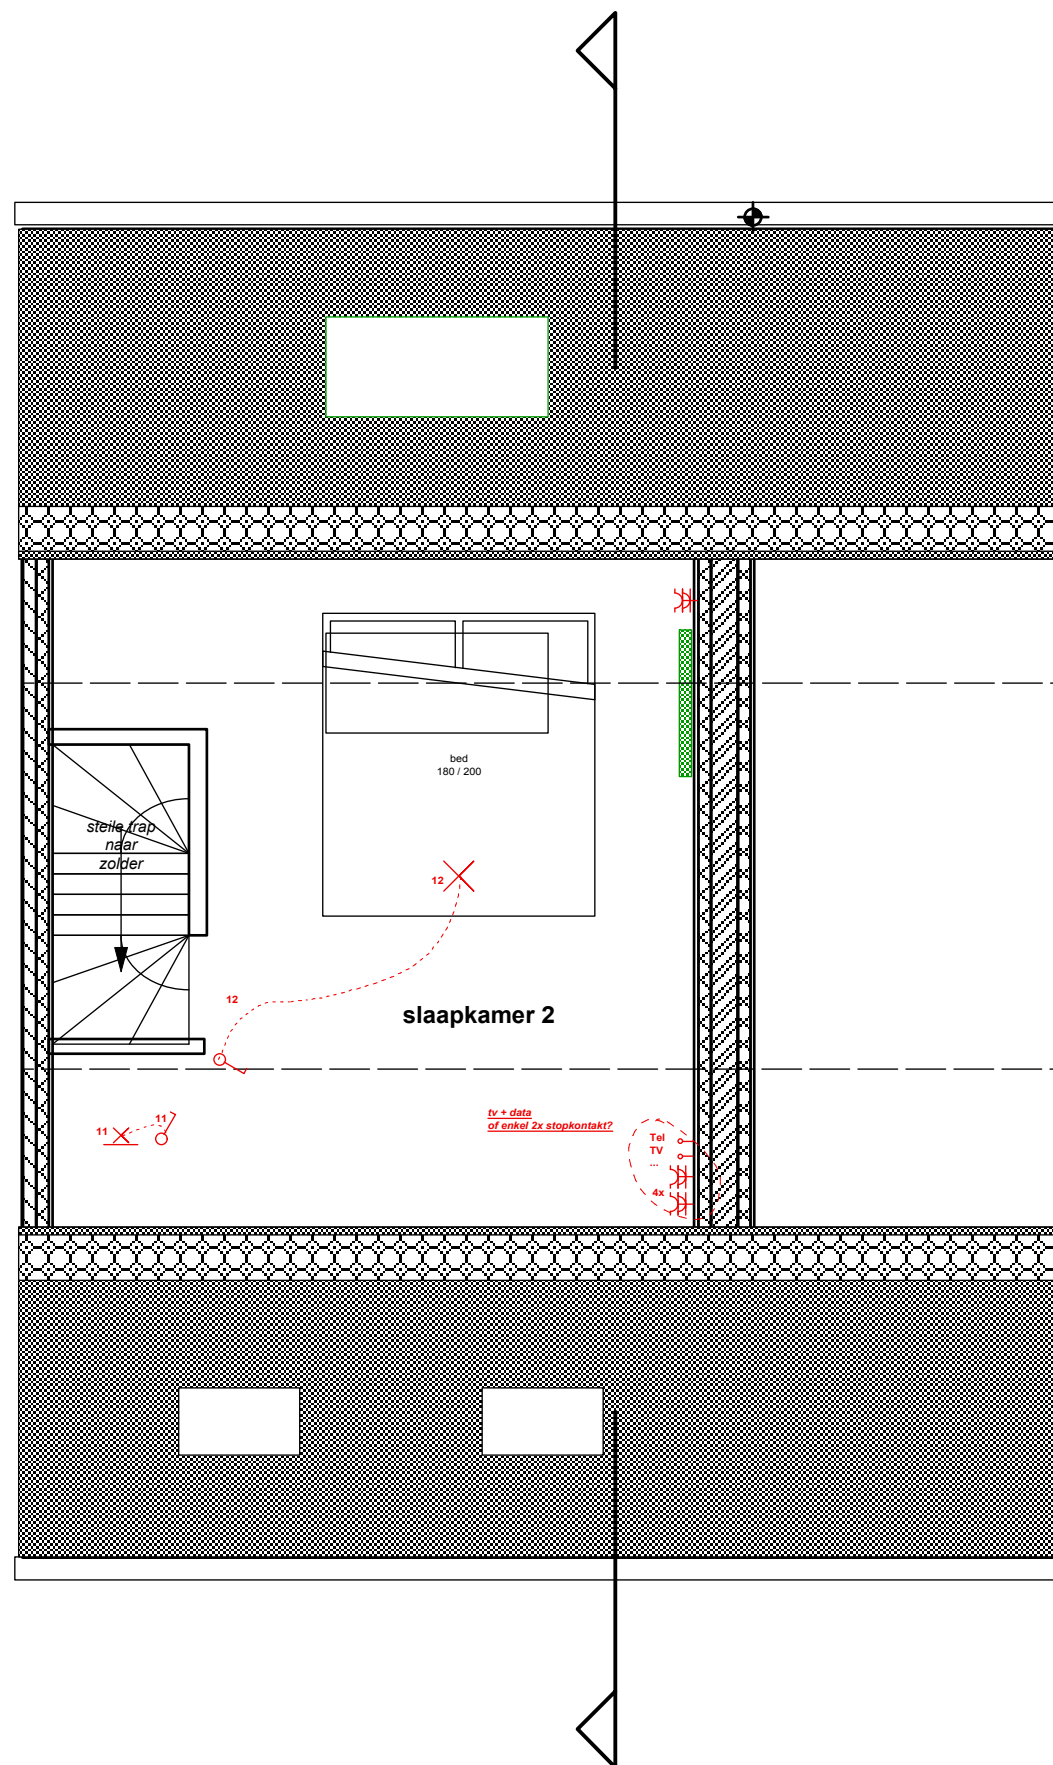 bed
180 / 200
steile trap
naar
zolder
12
12
slaapkamer 2
11
11
tv + data
of enkel 2x stopkontakt?
Tel
TV
...
4x